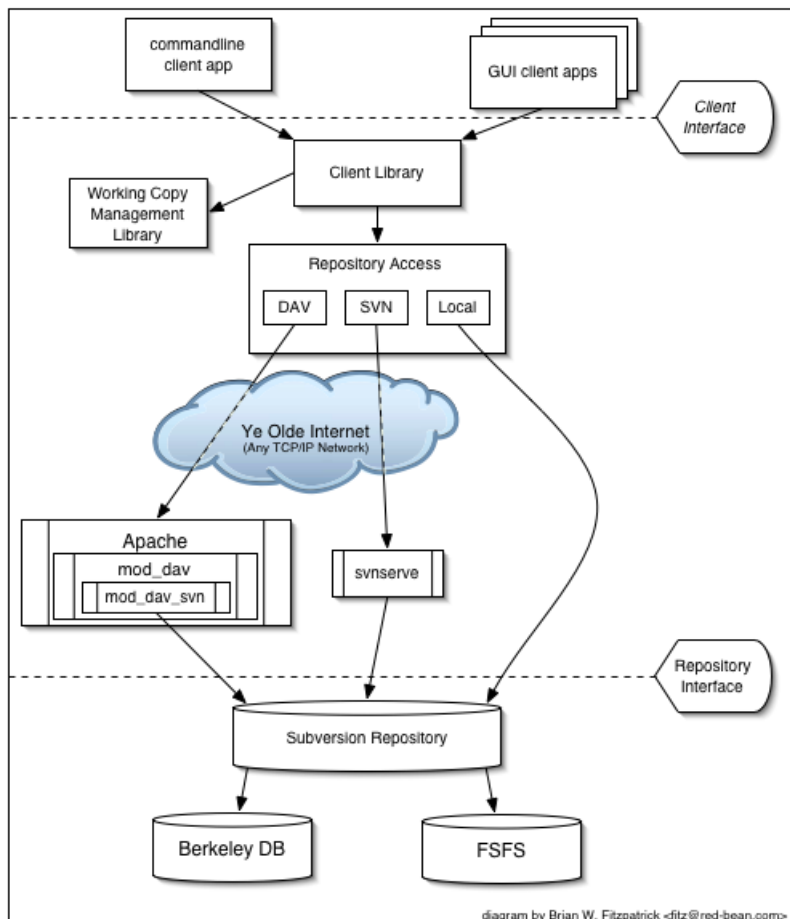 commandline
client app
GUI client apps
Client
Interface
Client Library
Working Copy
Management
Library
Repository Access
DAV
SVN
Local
Ye Olde Internet
(Any TCP/IP Network)
Apache
mod_dav
mod_dav_svn
svnserve
Repository
Interface
Subversion Repository
Berkeley DB
FSFS
diagram by Brian W. Fitzpatrick <fitz@red-bean.com>